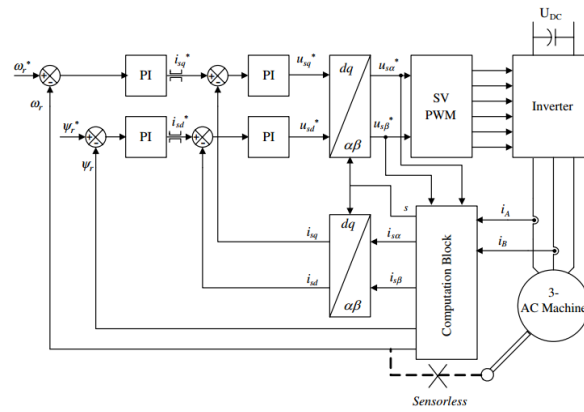 U_DC
ω_r*
PI
i_sq*
PI
u_sq*
dq
u_sα*
SV
PWM
Inverter
ω_r
ψ_r*
PI
i_sd*
PI
u_sd*
αβ
u_sβ*
ψ_r
s
i_A
i_sq
dq
i_sα
i_B
i_sd
αβ
i_sβ
Computation Block
3-
AC Machine
Sensorless